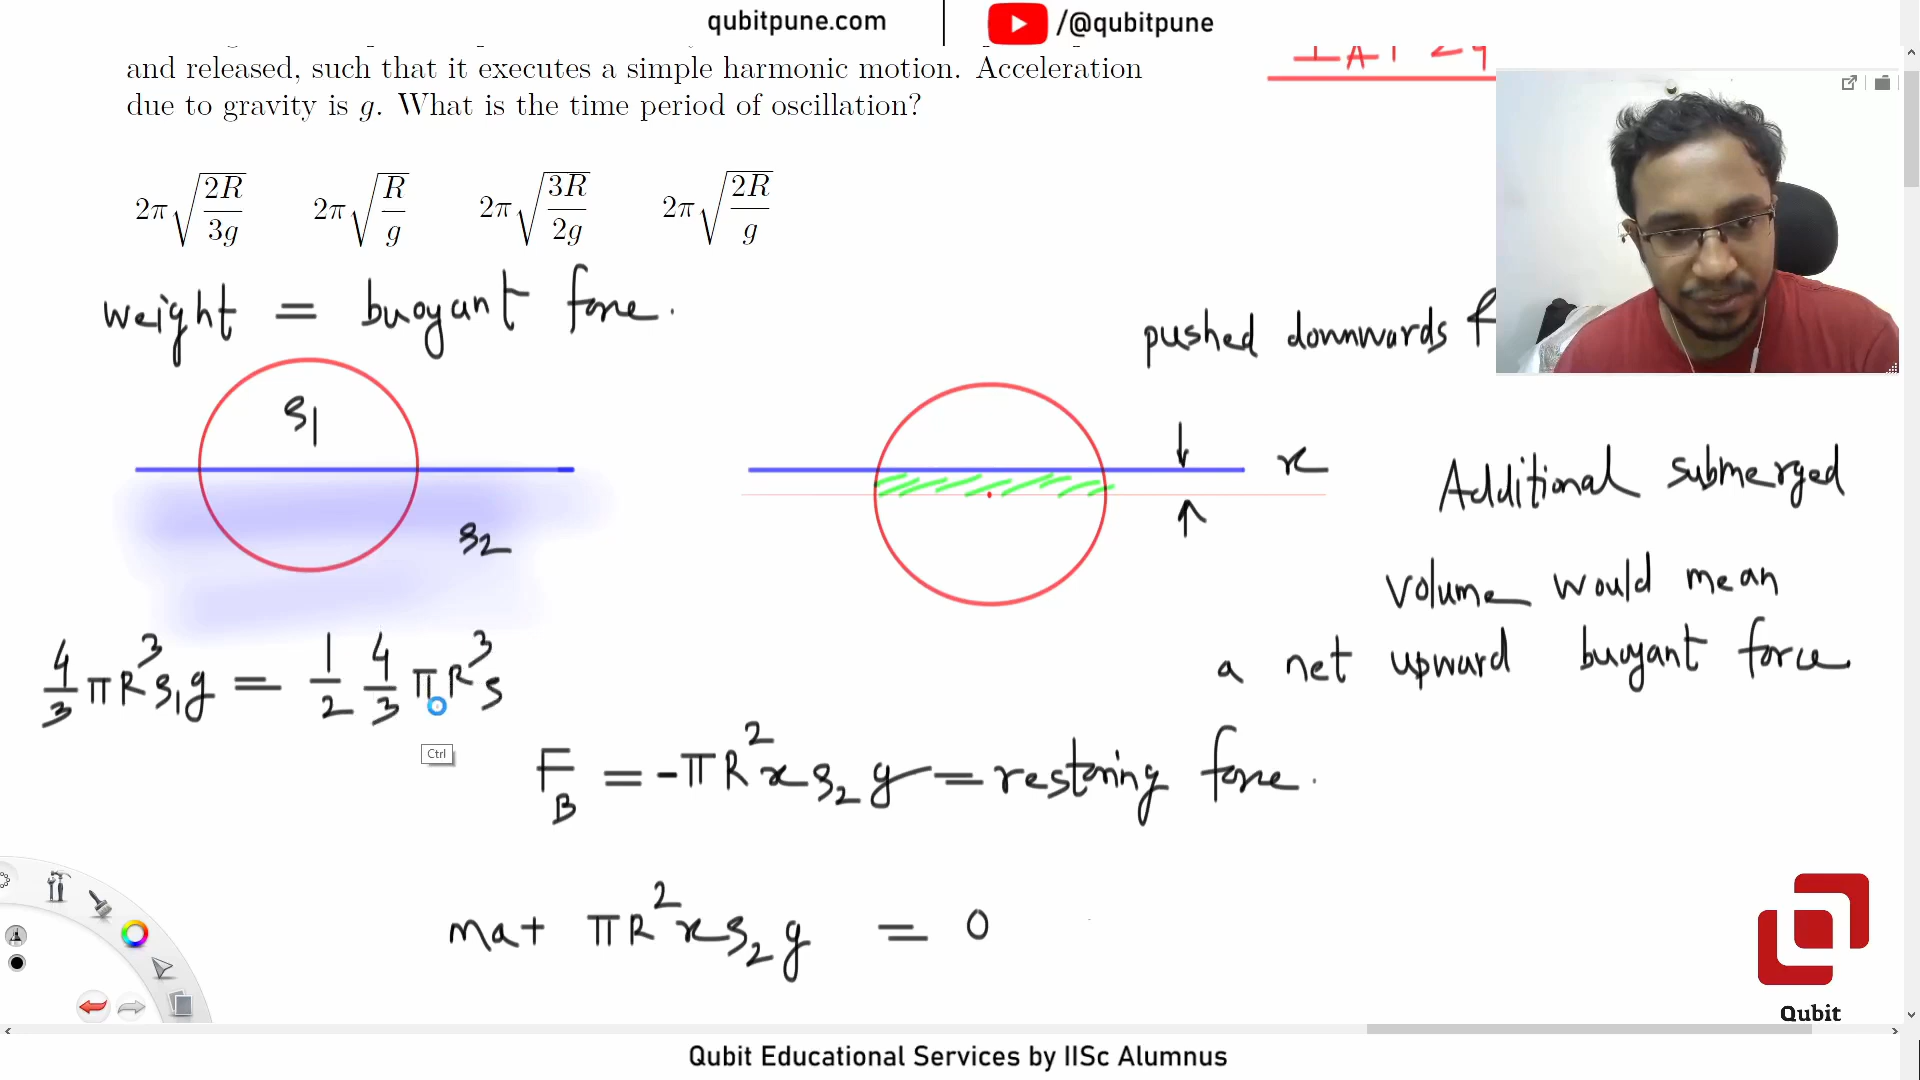 qubitpune.com | /@qubitpune
and released, such that it executes a simple harmonic motion. Acceleration
due to gravity is g. What is the time period of oscillation?
2π√(2R/3g) 2π√(R/g) 2π√(3R/2g) 2π√(2R/g)
weight = buoyant force.
pushed downwards
ρ1
x
Additional submerged
ρ2
volume would mean
a net upward buoyant force
4/3 πR³ρ1g = 1/2 4/3 πR³ρ
Ctrl
F_B = -πR²xρ2g = restoring force.
ma + πR²xρ2g = 0
Qubit
Qubit Educational Services by IISc Alumnus